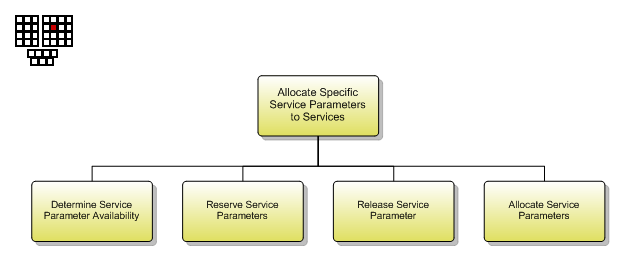 Allocate Specific
Service Parameters
to Services
Determine Service
Parameter Availability
Reserve Service
Parameters
Release Service
Parameter
Allocate Service
Parameters